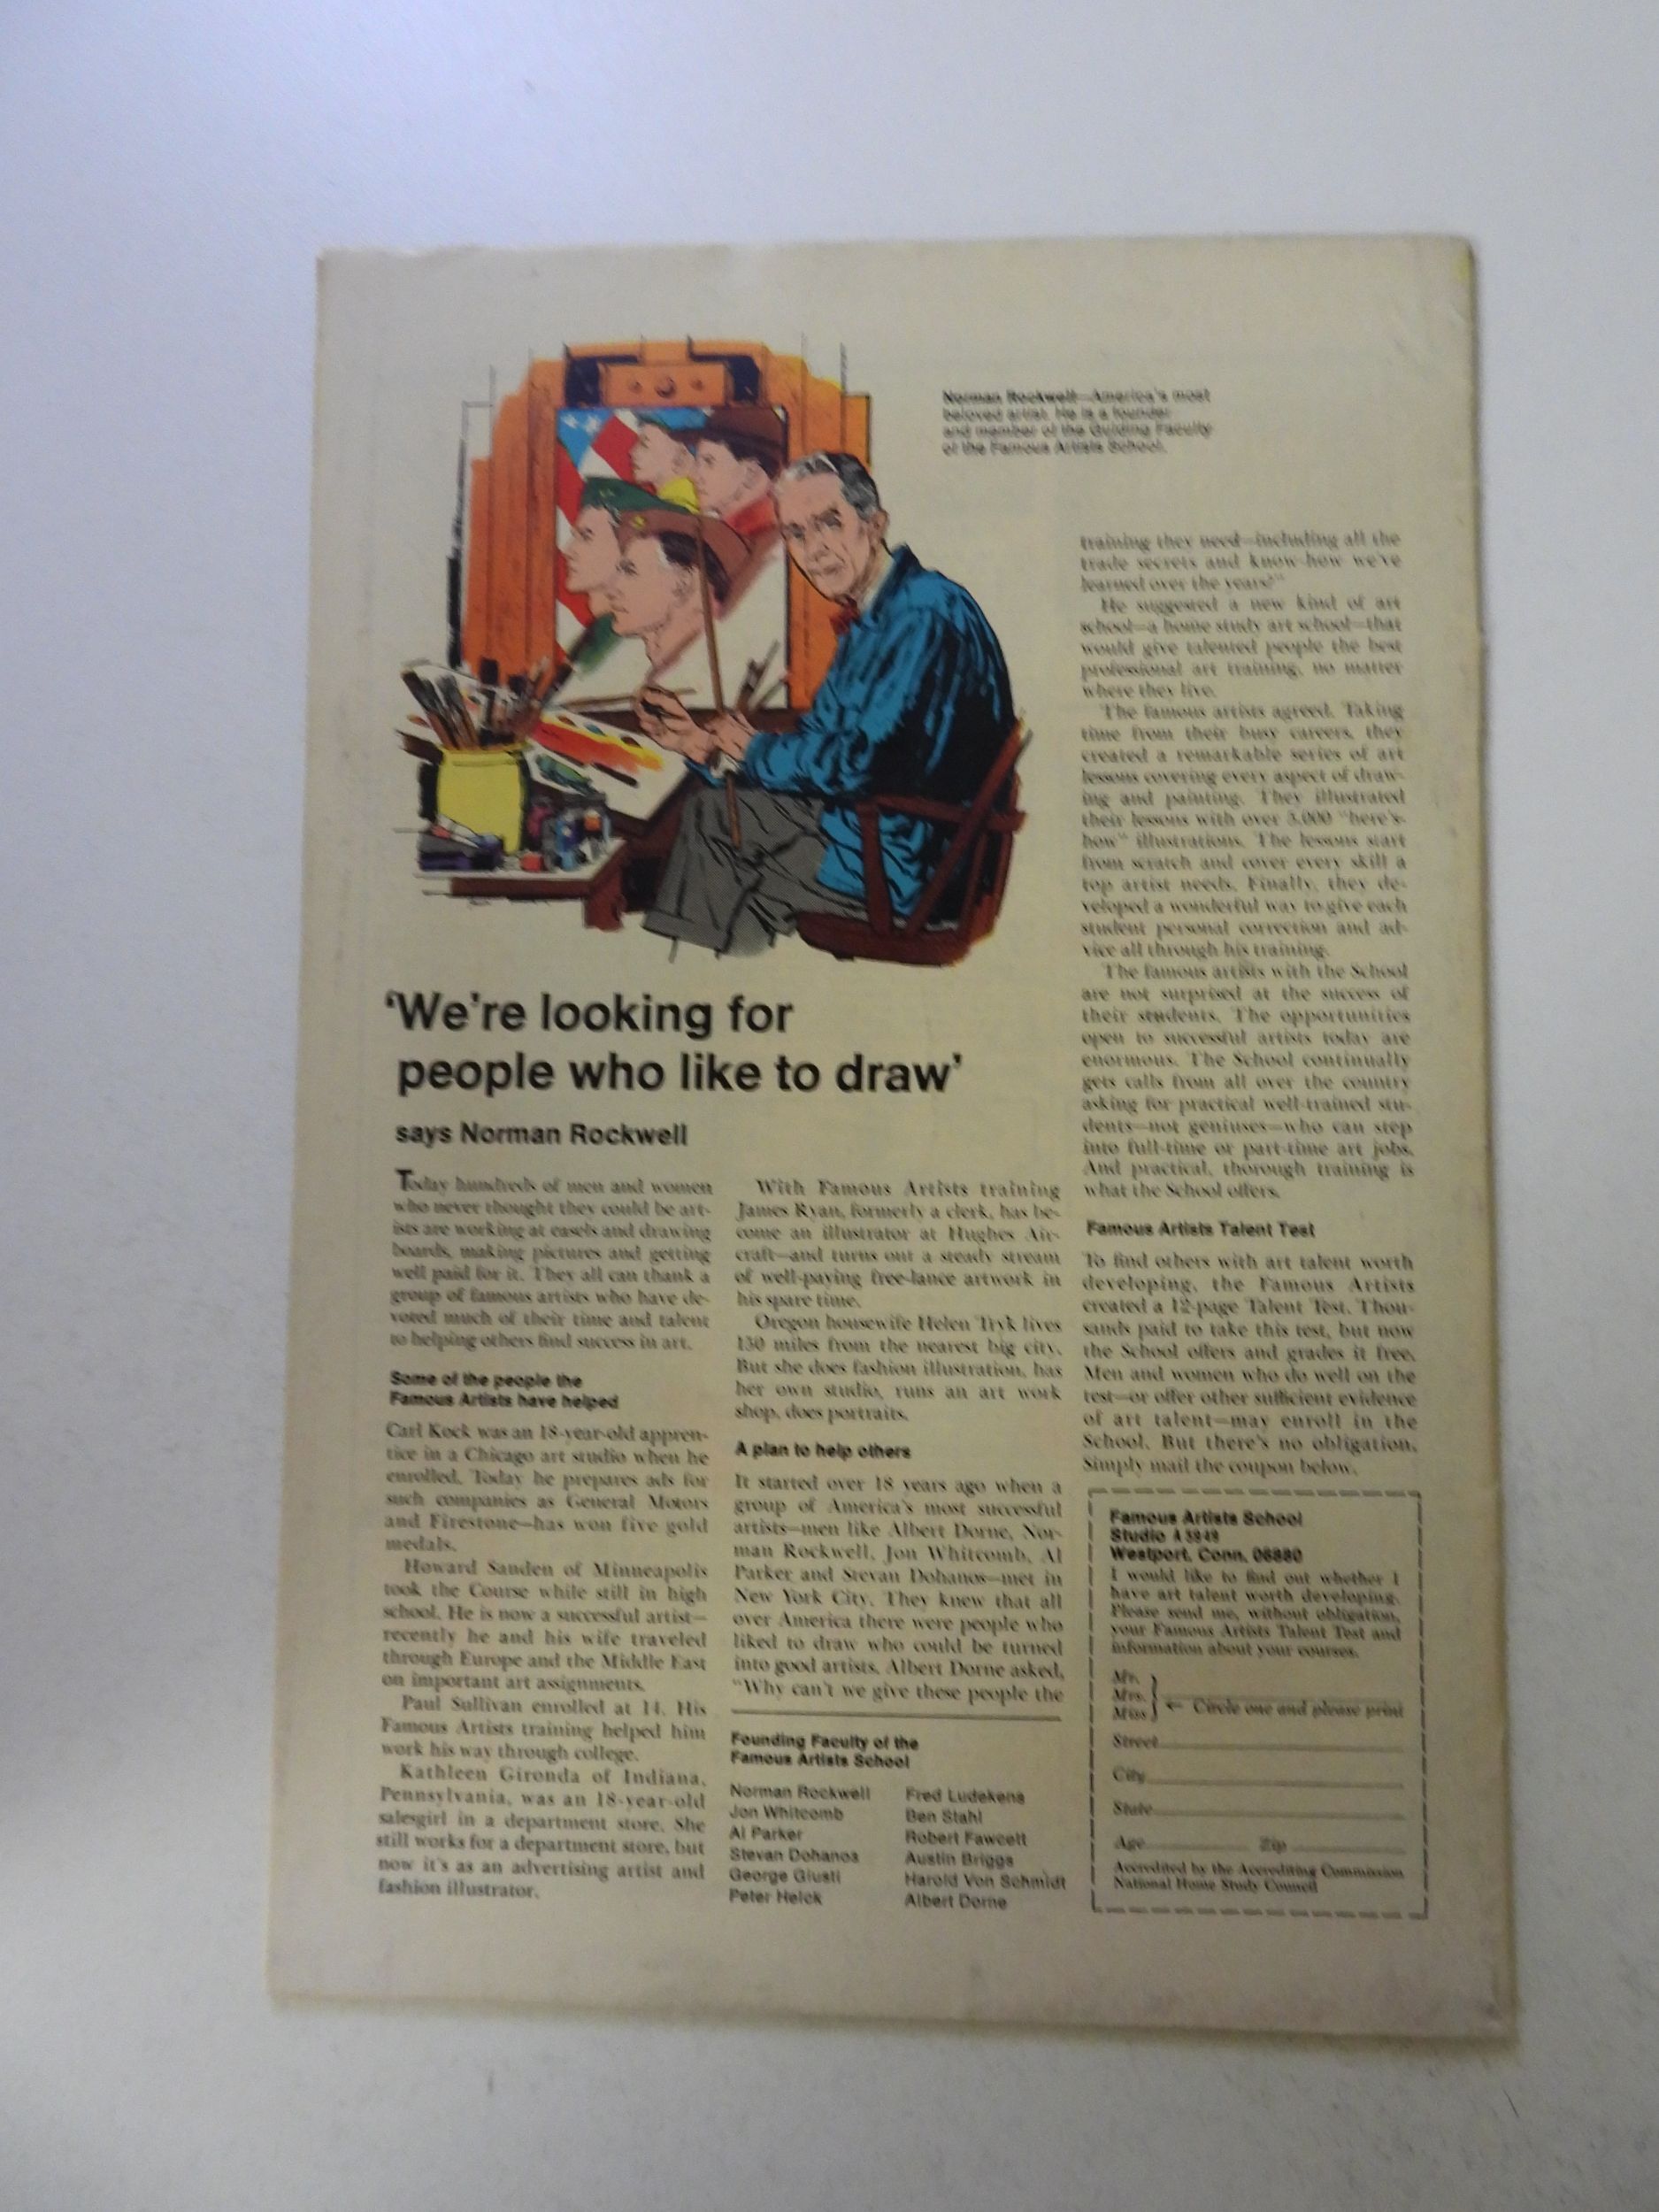 Norman Rockwell—America's most
beloved artist. He is a founder
and member of the Guiding Faculty
of the Famous Artists School.
'We're looking for
people who like to draw'
says Norman Rockwell
Today hundreds of men and women
who never thought they could be art-
ists are working at easels and drawing
boards, making pictures and getting
well paid for it. They all can thank a
group of famous artists who have de-
voted much of their time and talent
to helping others find success in art.
Some of the people the
Famous Artists have helped
Carl Kock was an 18-year-old appren-
tice in a Chicago art studio when he
enrolled. Today he prepares ads for
such companies as General Motors
and Firestone—has won five gold
medals.
Howard Sanden of Minneapolis
took the Course while still in high
school. He is now a successful artist—
recently he and his wife traveled
through Europe and the Middle East
on important art assignments.
Paul Sullivan enrolled at 14. His
Famous Artists training helped him
work his way through college.
Kathleen Gironda of Indiana,
Pennsylvania, was an 18-year-old
salesgirl in a department store. She
still works for a department store, but
now it's as an advertising artist and
fashion illustrator.
With Famous Artists training
James Ryan, formerly a clerk, has be-
come an illustrator at Hughes Air-
craft—and turns out a steady stream
of well-paying free-lance artwork in
his spare time.
Oregon housewife Helen Tryk lives
150 miles from the nearest big city.
But she does fashion illustration, has
her own studio, runs an art work
shop, does portraits.
A plan to help others
It started over 18 years ago when a
group of America's most successful
artists—men like Albert Dorne, Nor-
man Rockwell, Jon Whitcomb, Al
Parker and Stevan Dohanos—met in
New York City. They knew that all
over America there were people who
liked to draw who could be turned
into good artists. Albert Dorne asked,
"Why can't we give these people the
Founding Faculty of the
Famous Artists School
Norman Rockwell
Jon Whitcomb
Al Parker
Stevan Dohanos
George Giusti
Peter Helck
Fred Ludekens
Ben Stahl
Robert Fawcett
Austin Briggs
Harold Von Schmidt
Albert Dorne
training they need—including all the
trade secrets and know-how we've
learned over the years?"
He suggested a new kind of art
school—a home study art school—that
would give talented people the best
professional art training, no matter
where they live.
The famous artists agreed. Taking
time from their busy careers, they
created a remarkable series of art
lessons covering every aspect of draw-
ing and painting. They illustrated
their lessons with over 5,000 "here's-
how" illustrations. The lessons start
from scratch and cover every skill a
top artist needs. Finally, they de-
veloped a wonderful way to give each
student personal correction and ad-
vice all through his training.
The famous artists with the School
are not surprised at the success of
their students. The opportunities
open to successful artists today are
enormous. The School continually
gets calls from all over the country
asking for practical well-trained stu-
dents—not geniuses—who can step
into full-time or part-time art jobs.
And practical, thorough training is
what the School offers.
Famous Artists Talent Test
To find others with art talent worth
developing, the Famous Artists
created a 12-page Talent Test. Thou-
sands paid to take this test, but now
the School offers and grades it free.
Men and women who do well on the
test—or offer other sufficient evidence
of art talent—may enroll in the
School. But there's no obligation.
Simply mail the coupon below.
Famous Artists School
Studio
Westport, Conn. 06880
I would like to find out whether I
have art talent worth developing.
Please send me, without obligation,
your Famous Artists Talent Test and
information about your courses.
Mr.
Mrs.
Miss
← Circle one and please print
Street
City
State
Age Zip
Accredited by the Accrediting Commission
National Home Study Council